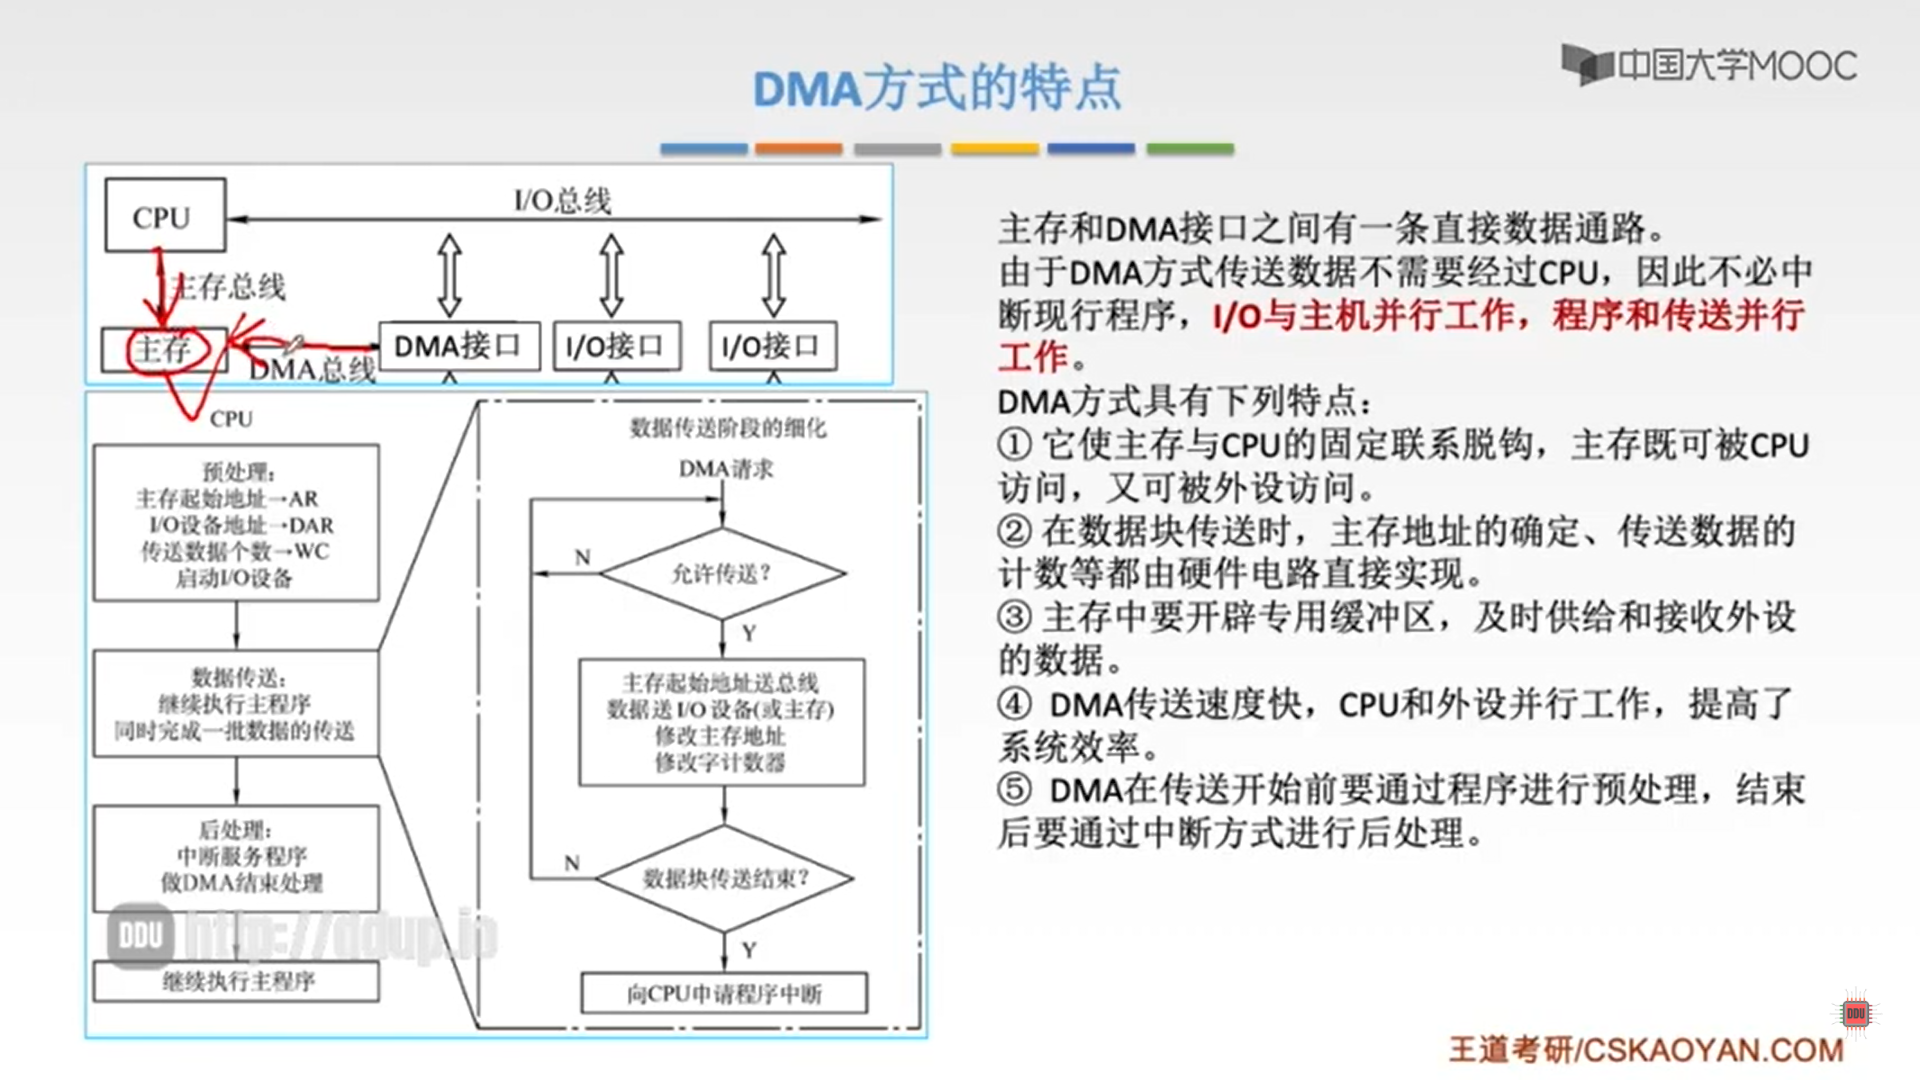 DMA方式的特点
中国大学MOOC
CPU
I/O总线
主存总线
主存
DMA总线
DMA接口
I/O接口
I/O接口
CPU
预处理：
主存起始地址→AR
I/O设备地址→DAR
传送数据个数→WC
启动I/O设备
数据传送：
继续执行主程序
同时完成一批数据的传送
后处理：
中断服务程序
做DMA结束处理
继续执行主程序
数据传送阶段的细化
DMA请求
允许传送?
N
Y
主存起始地址送总线
数据送I/O设备(或主存)
修改主存地址
修改字计数器
数据块传送结束?
N
Y
向CPU申请程序中断
主存和DMA接口之间有一条直接数据通路。
由于DMA方式传送数据不需要经过CPU，因此不必中
断现行程序，I/O与主机并行工作，程序和传送并行
工作。
DMA方式具有下列特点：
① 它使主存与CPU的固定联系脱钩，主存既可被CPU
访问，又可被外设访问。
② 在数据块传送时，主存地址的确定、传送数据的
计数等都由硬件电路直接实现。
③ 主存中要开辟专用缓冲区，及时供给和接收外设
的数据。
④ DMA传送速度快，CPU和外设并行工作，提高了
系统效率。
⑤ DMA在传送开始前要通过程序进行预处理，结束
后要通过中断方式进行后处理。
DDU http://ddup.io
DDU
王道考研/CSKAOYAN.COM